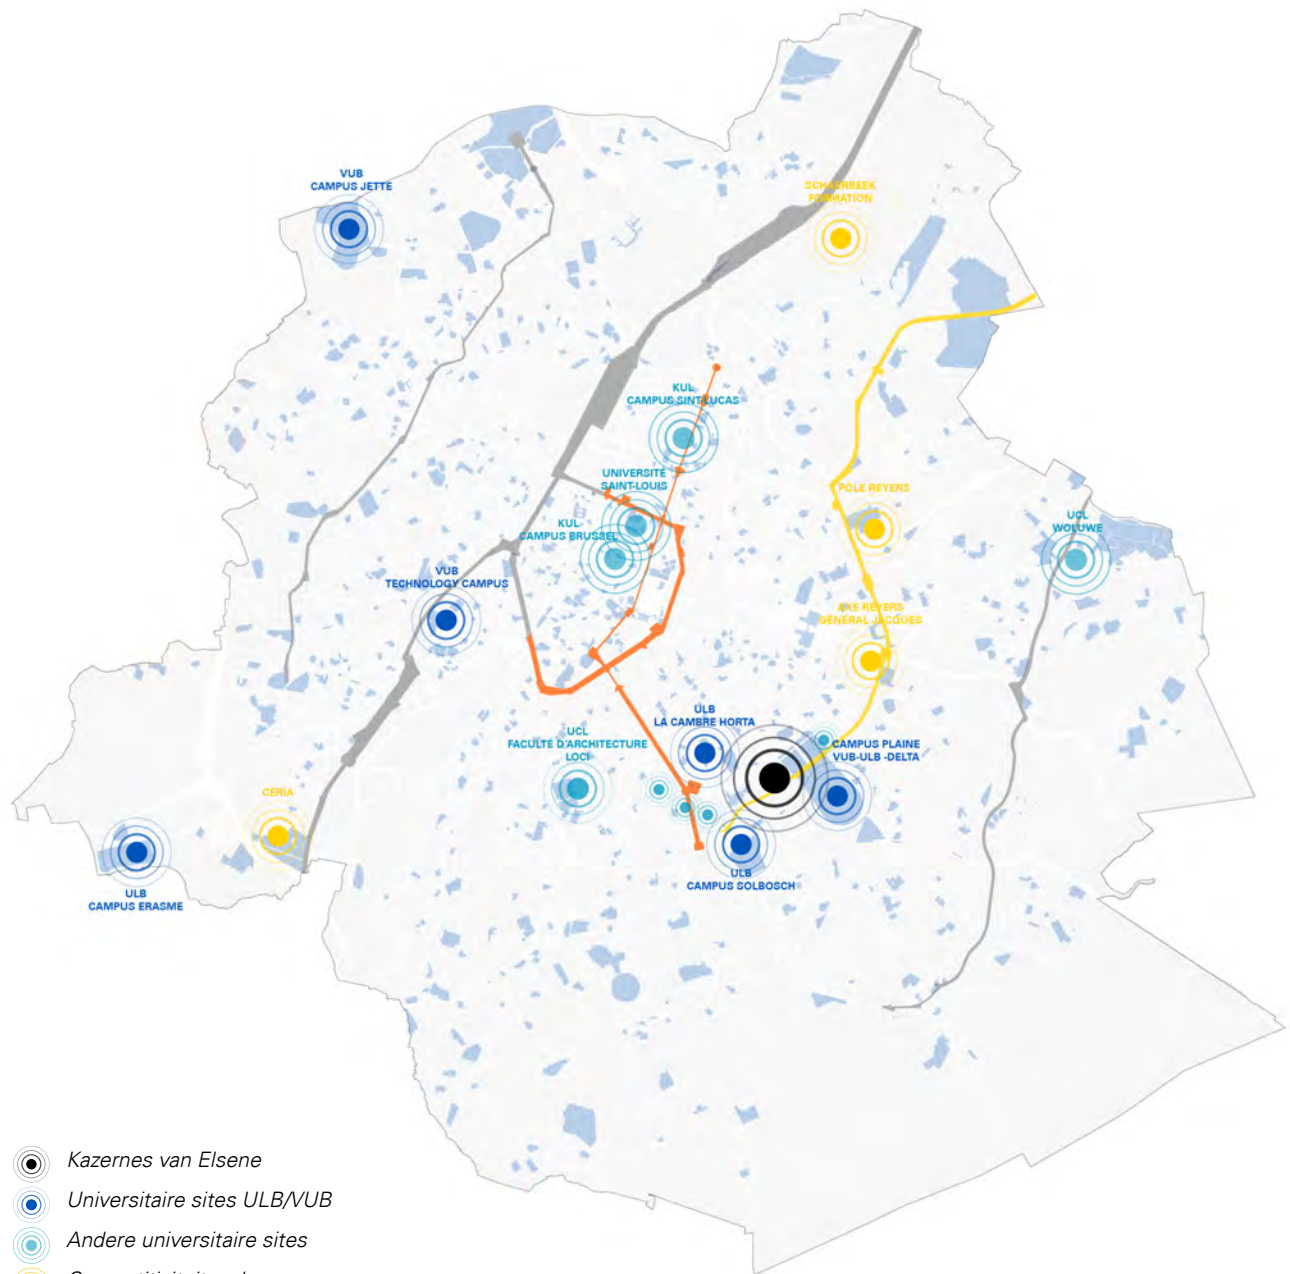 VUB
CAMPUS JETTE
SCHAERBEEK
FORMATION
KUL
CAMPUS SINT-LUCAS
UNIVERSITÉ
SAINT-LOUIS
KUL
CAMPUS BRUSSEL
PÔLE REYERS
UCL
WOLUWE
VUB
TECHNOLOGY CAMPUS
AXE REYERS
GÉNÉRAL JACQUES
ULB
LA CAMBRE HORTA
UCL
FACULTÉ D'ARCHITECTURE
LOCI
CAMPUS PLAINE
VUB-ULB -DELTA
CERIA
ULB
CAMPUS ERASME
ULB
CAMPUS SOLBOSCH
Kazernes van Elsene
Universitaire sites ULB/VUB
Andere universitaire sites